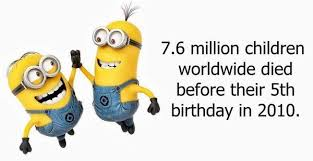 7.6 million children
worldwide died
before their 5th
birthday in 2010.